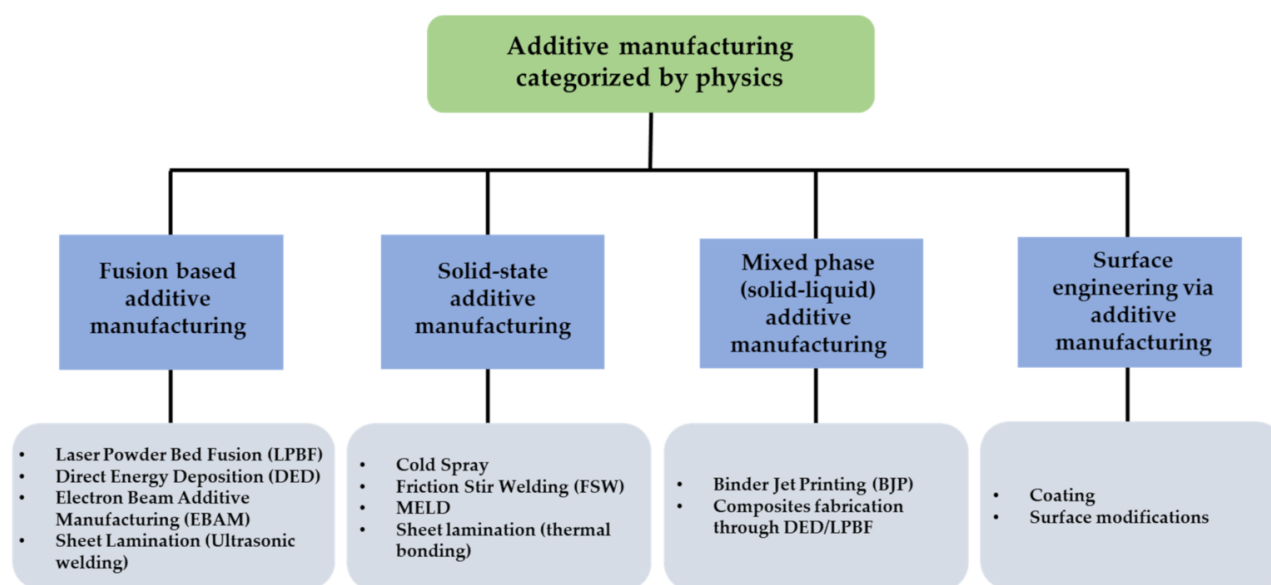 Additive manufacturing
categorized by physics
Fusion based
additive
manufacturing
Solid-state
additive
manufacturing
Mixed phase
(solid-liquid)
additive
manufacturing
Surface
engineering via
additive
manufacturing
• Laser Powder Bed Fusion (LPBF)
• Direct Energy Deposition (DED)
• Electron Beam Additive
Manufacturing (EBAM)
• Sheet Lamination (Ultrasonic
welding)
• Cold Spray
• Friction Stir Welding (FSW)
• MELD
• Sheet lamination (thermal
bonding)
• Binder Jet Printing (BJP)
• Composites fabrication
through DED/LPBF
• Coating
• Surface modifications